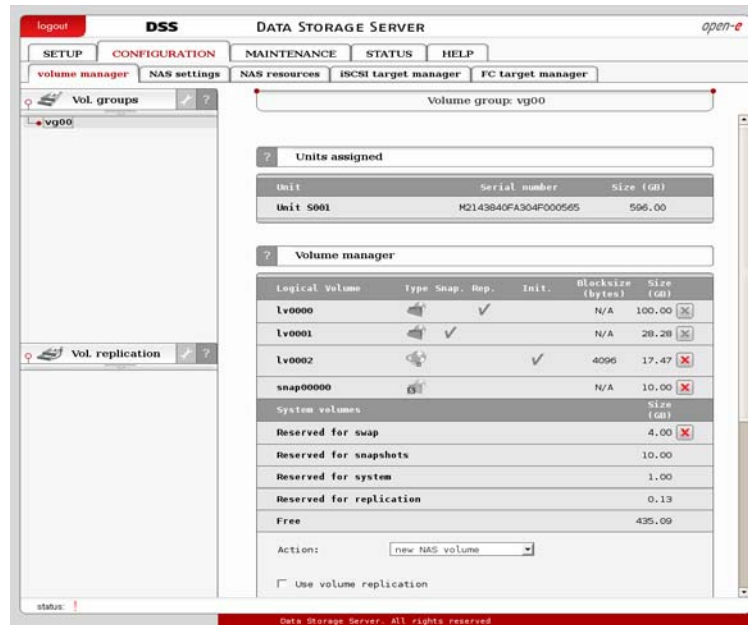 logout DSS DATA STORAGE SERVER open-e
SETUP CONFIGURATION MAINTENANCE STATUS HELP
volume manager NAS settings NAS resources iSCSI target manager FC target manager
Vol. groups ?
vg00
Volume group: vg00
? Units assigned
Unit Serial number Size (GB)
Unit S001 M2143840FA304F000565 596.00
? Volume manager
Logical Volume Type Snap. Rep. Init. Blocksize (bytes) Size (GB)
lv0000 N/A 100.00
lv0001 N/A 28.28
lv0002 4096 17.47
snap00000 N/A 10.00
System volumes Size (GB)
Reserved for swap 4.00
Reserved for snapshots 10.00
Reserved for system 1.00
Reserved for replication 0.13
Free 435.09
Action: new NAS volume
Use volume replication
Vol. replication ?
status: !
Data Storage Server. All rights reserved